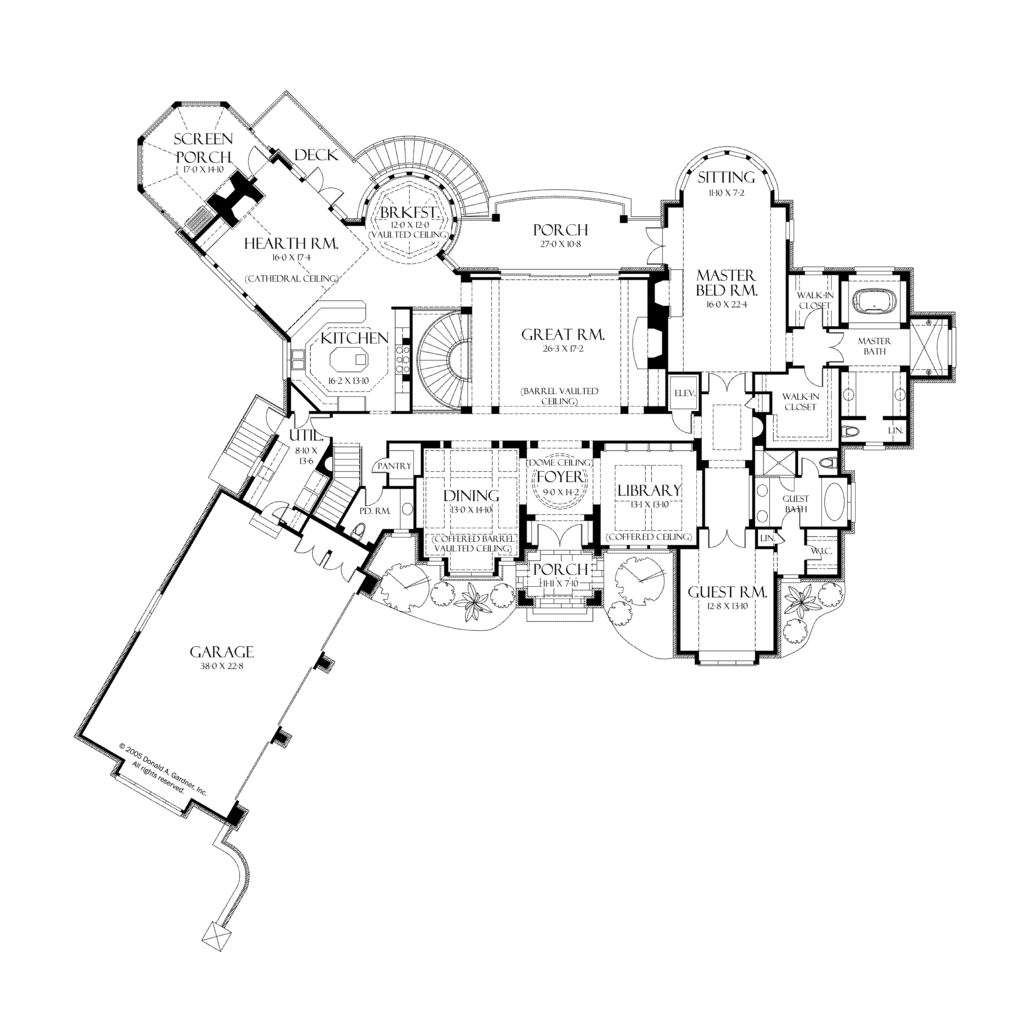 SCREEN
PORCH
17-0 X 14-10
DECK
BRKFST.
12-0 X 12-0
(VAULTED CEILING)
HEARTH RM.
16-0 X 17-4
(CATHEDRAL CEILING)
PORCH
27-0 X 10-8
SITTING
11-10 X 7-2
MASTER
BED RM.
16-0 X 22-4
WALK-IN
CLOSET
MASTER
BATH
KITCHEN
16-2 X 13-10
GREAT RM.
26-3 X 17-2
(BARREL VAULTED
CEILING)
ELEV.
WALK-IN
CLOSET
LIN.
UTIL.
8-10 X
13-6
PANTRY
PD. RM.
DINING
13-0 X 14-10
(COFFERED BARREL
VAULTED CEILING)
(DOME CEILING)
FOYER
9-0 X 14-2
LIBRARY
13-1 X 13-10
(COFFERED CEILING)
GUEST
BATH
LIN.
W.I.C.
PORCH
11-11 X 7-10
GUEST RM.
12-8 X 13-10
GARAGE
38-0 X 22-8
© 2005 Donald A. Gardner, Inc.
All rights reserved.